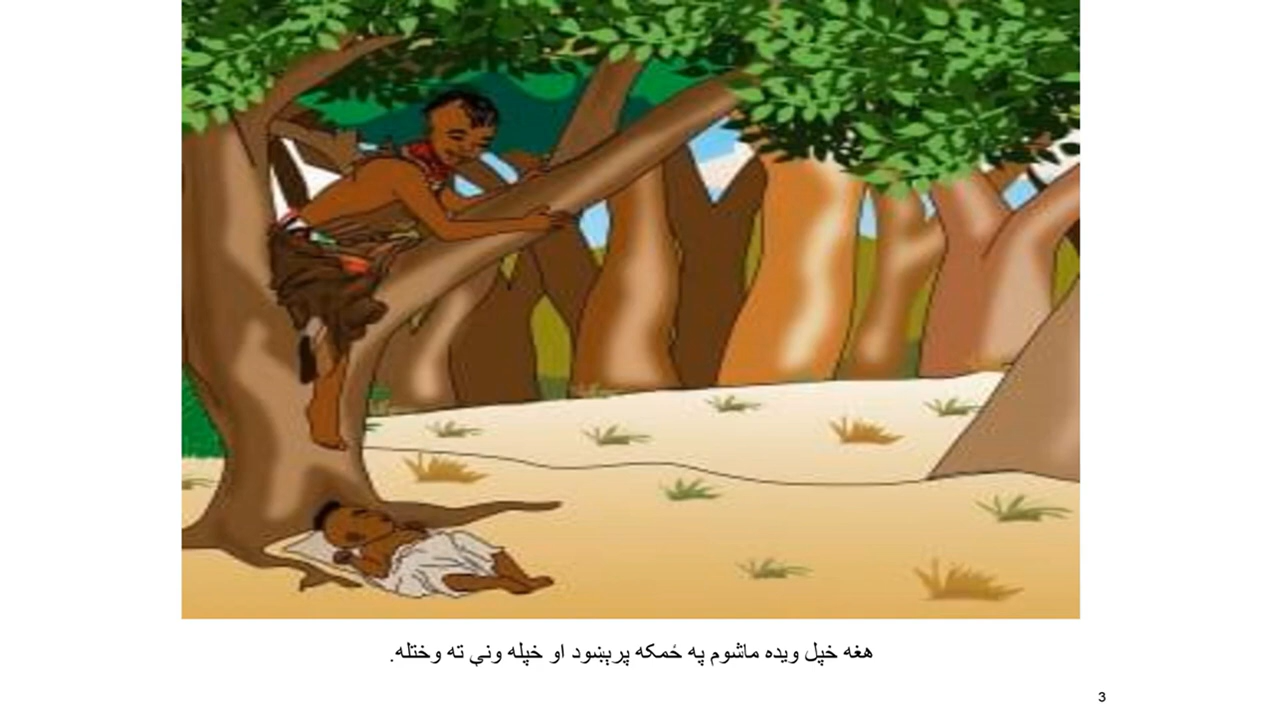 هغه خپل ویده ماشوم په ځمکه پرېښود او خپله ونې ته وختله.
3